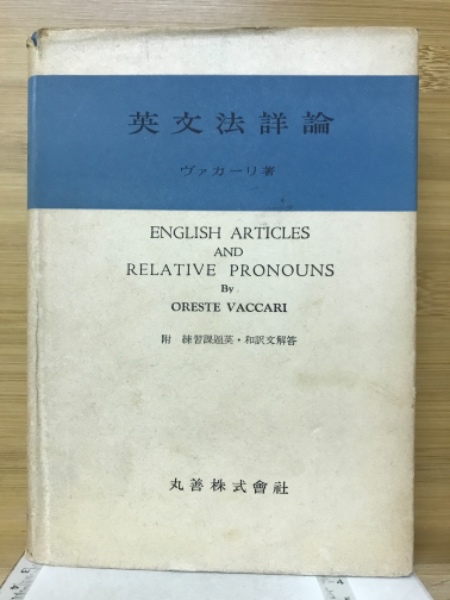 英文法詳論
ヴァカーリ著
ENGLISH ARTICLES
AND
RELATIVE PRONOUNS
By
ORESTE VACCARI
附 練習課題英・和訳文解答
丸善株式會社